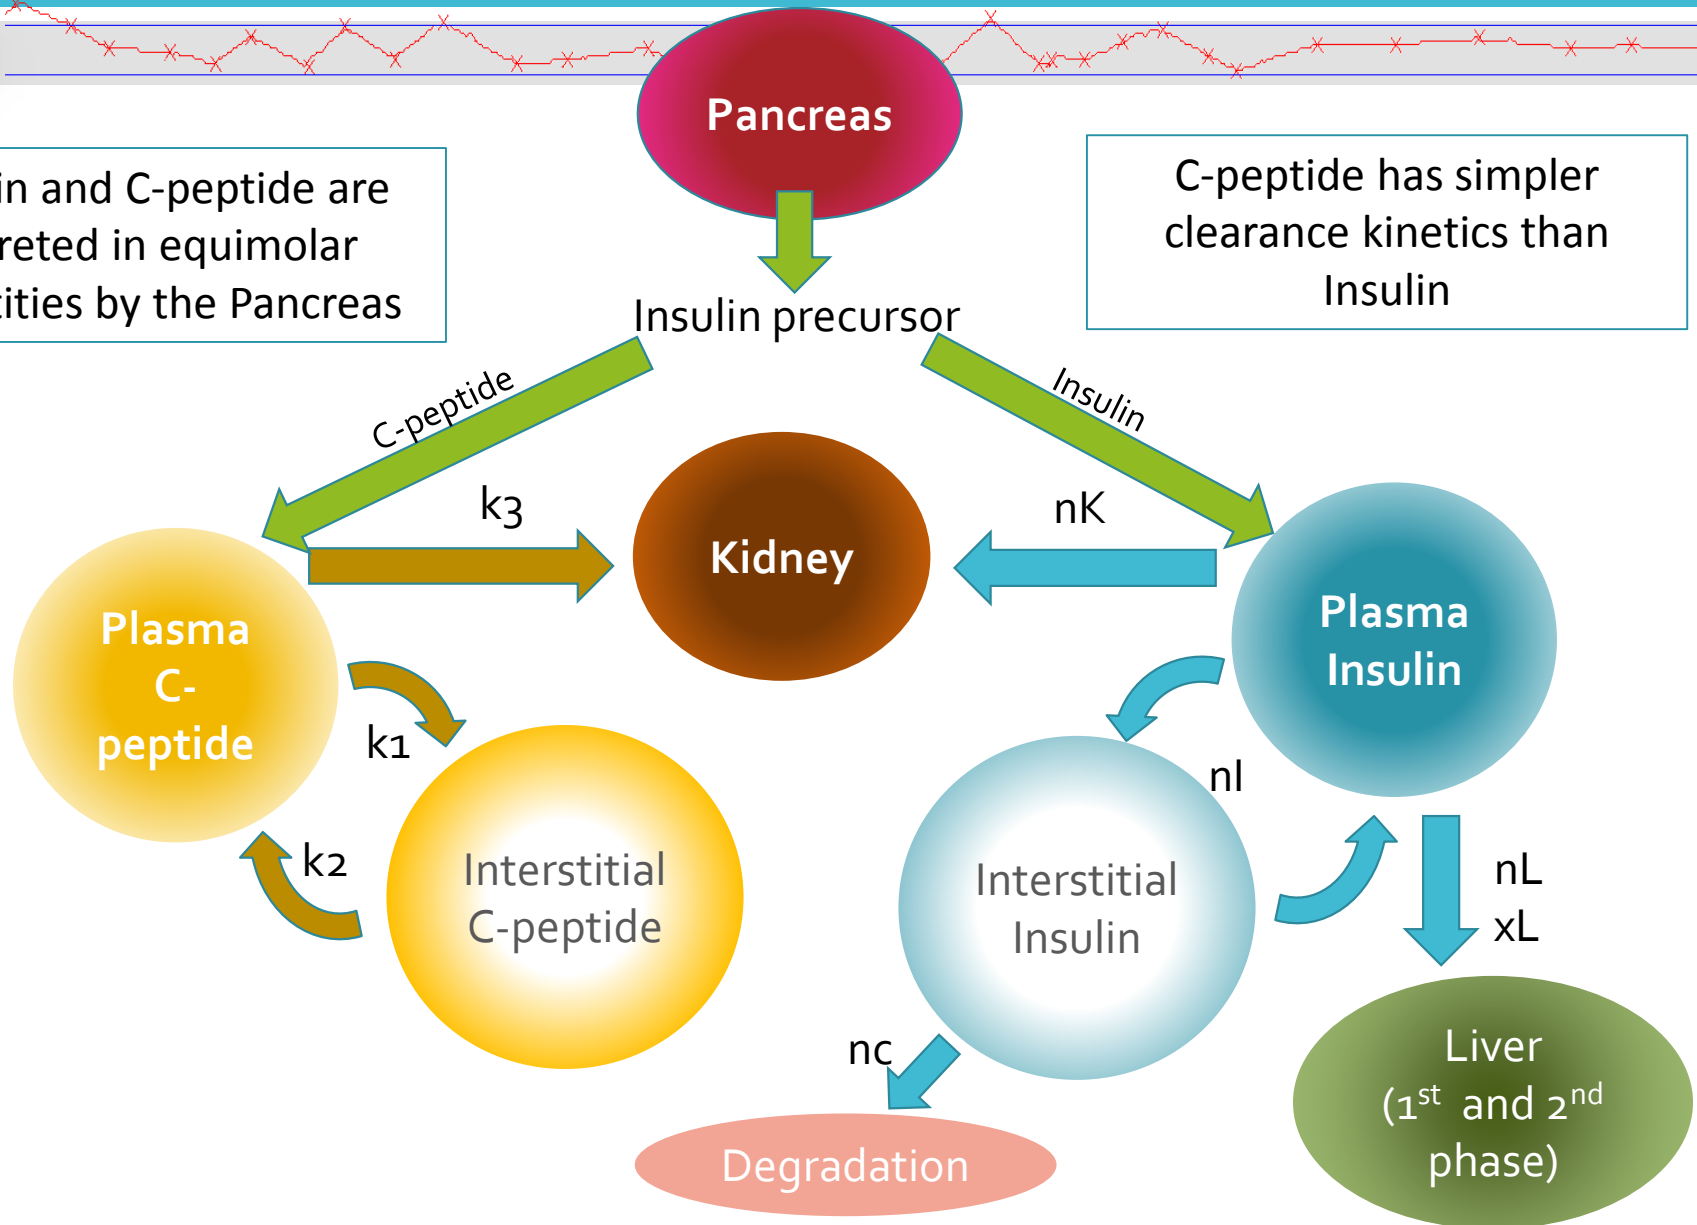 Pancreas
in and C-peptide are
reted in equimolar
tities by the Pancreas
C-peptide has simpler
clearance kinetics than
Insulin
Insulin precursor
C-peptide
Insulin
k3
nK
Kidney
Plasma
C-
peptide
Plasma
Insulin
k1
nI
k2
Interstitial
C-peptide
Interstitial
Insulin
nL
xL
nc
Liver
(1st and 2nd
phase)
Degradation